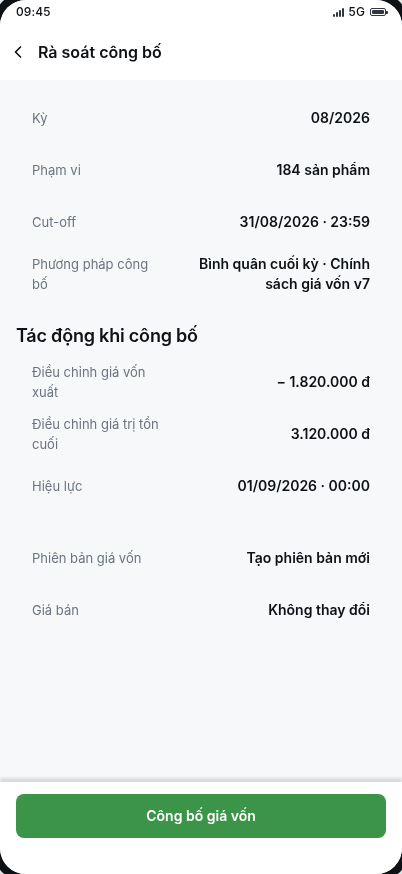 09:45 5G
Rà soát công bố
Kỳ 08/2026
Phạm vi 184 sản phẩm
Cut-off 31/08/2026 · 23:59
Phương pháp công bố Bình quân cuối kỳ · Chính sách giá vốn v7
Tác động khi công bố
Điều chỉnh giá vốn xuất – 1.820.000 đ
Điều chỉnh giá trị tồn cuối 3.120.000 đ
Hiệu lực 01/09/2026 · 00:00
Phiên bản giá vốn Tạo phiên bản mới
Giá bán Không thay đổi
Công bố giá vốn